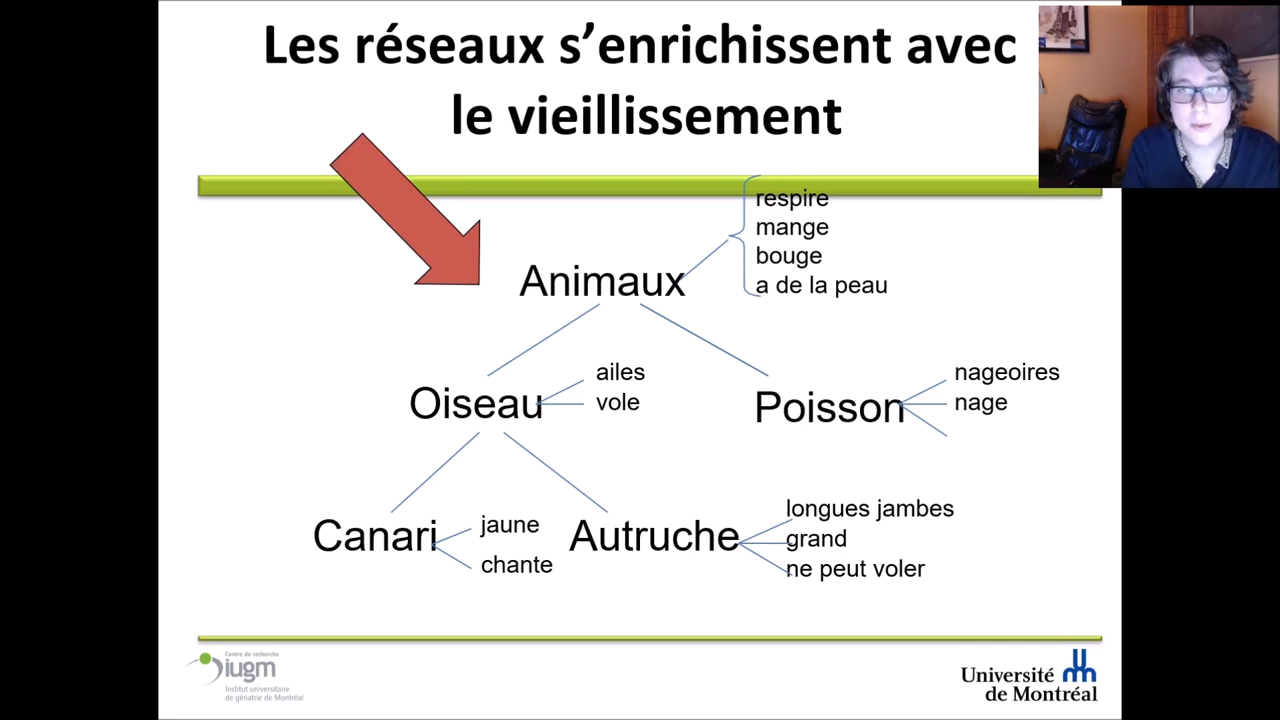 Les réseaux s’enrichissent avec
le vieillissement
respire
mange
bouge
a de la peau
Animaux
ailes
vole
Oiseau
nageoires
nage
Poisson
jaune
chante
Canari
Autruche
longues jambes
grand
ne peut voler
Centre de recherche
iugm
Institut universitaire
de gériatrie de Montréal
Université
de Montréal